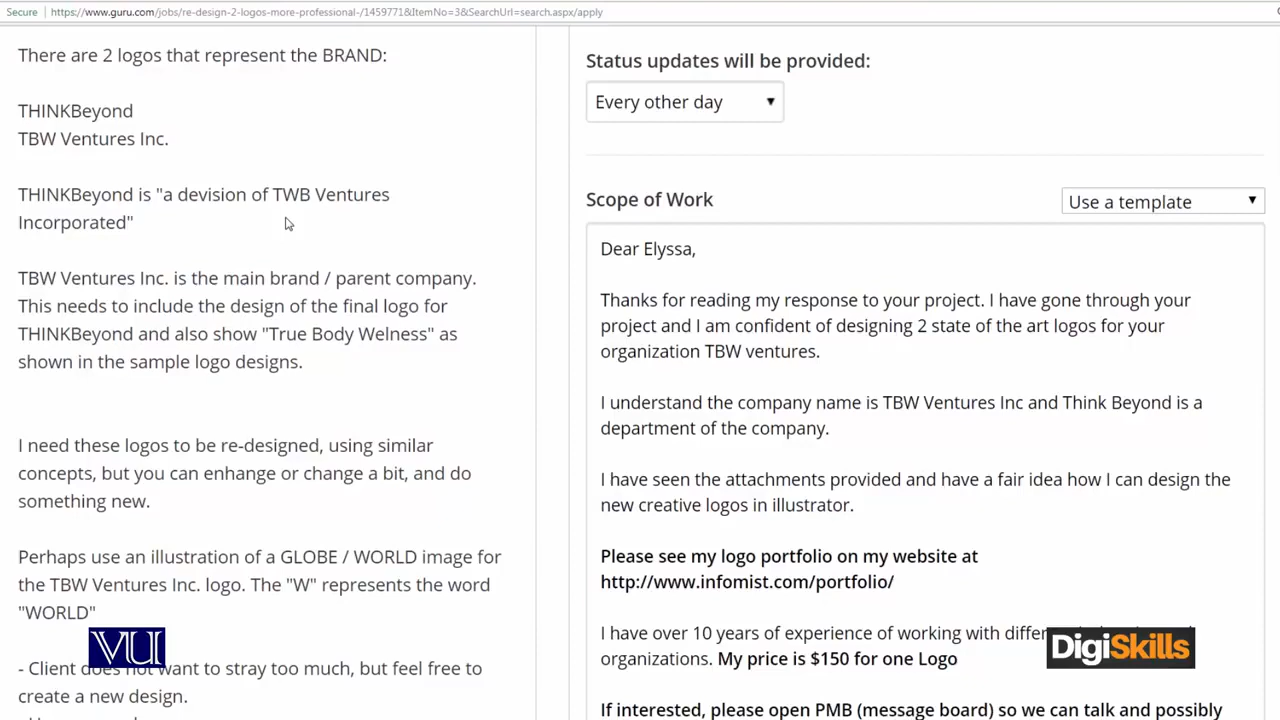 Secure https://www.guru.com/jobs/re-design-2-logos-more-professional-/1459771&ItemNo=3&SearchUrl=search.aspx/apply
There are 2 logos that represent the BRAND:
THINKBeyond
TBW Ventures Inc.
THINKBeyond is "a devision of TWB Ventures
Incorporated"
TBW Ventures Inc. is the main brand / parent company.
This needs to include the design of the final logo for
THINKBeyond and also show "True Body Welness" as
shown in the sample logo designs.
I need these logos to be re-designed, using similar
concepts, but you can enhange or change a bit, and do
something new.
Perhaps use an illustration of a GLOBE / WORLD image for
the TBW Ventures Inc. logo. The "W" represents the word
"WORLD"
VU
- Client does not want to stray too much, but feel free to
create a new design.
Status updates will be provided:
Every other day
Scope of Work
Use a template
Dear Elyssa,
Thanks for reading my response to your project. I have gone through your
project and I am confident of designing 2 state of the art logos for your
organization TBW ventures.
I understand the company name is TBW Ventures Inc and Think Beyond is a
department of the company.
I have seen the attachments provided and have a fair idea how I can design the
new creative logos in illustrator.
Please see my logo portfolio on my website at
http://www.infomist.com/portfolio/
I have over 10 years of experience of working with
organizations. My price is $150 for one Logo
DigiSkills
If interested, please open PMB (message board) so we can talk and possibly